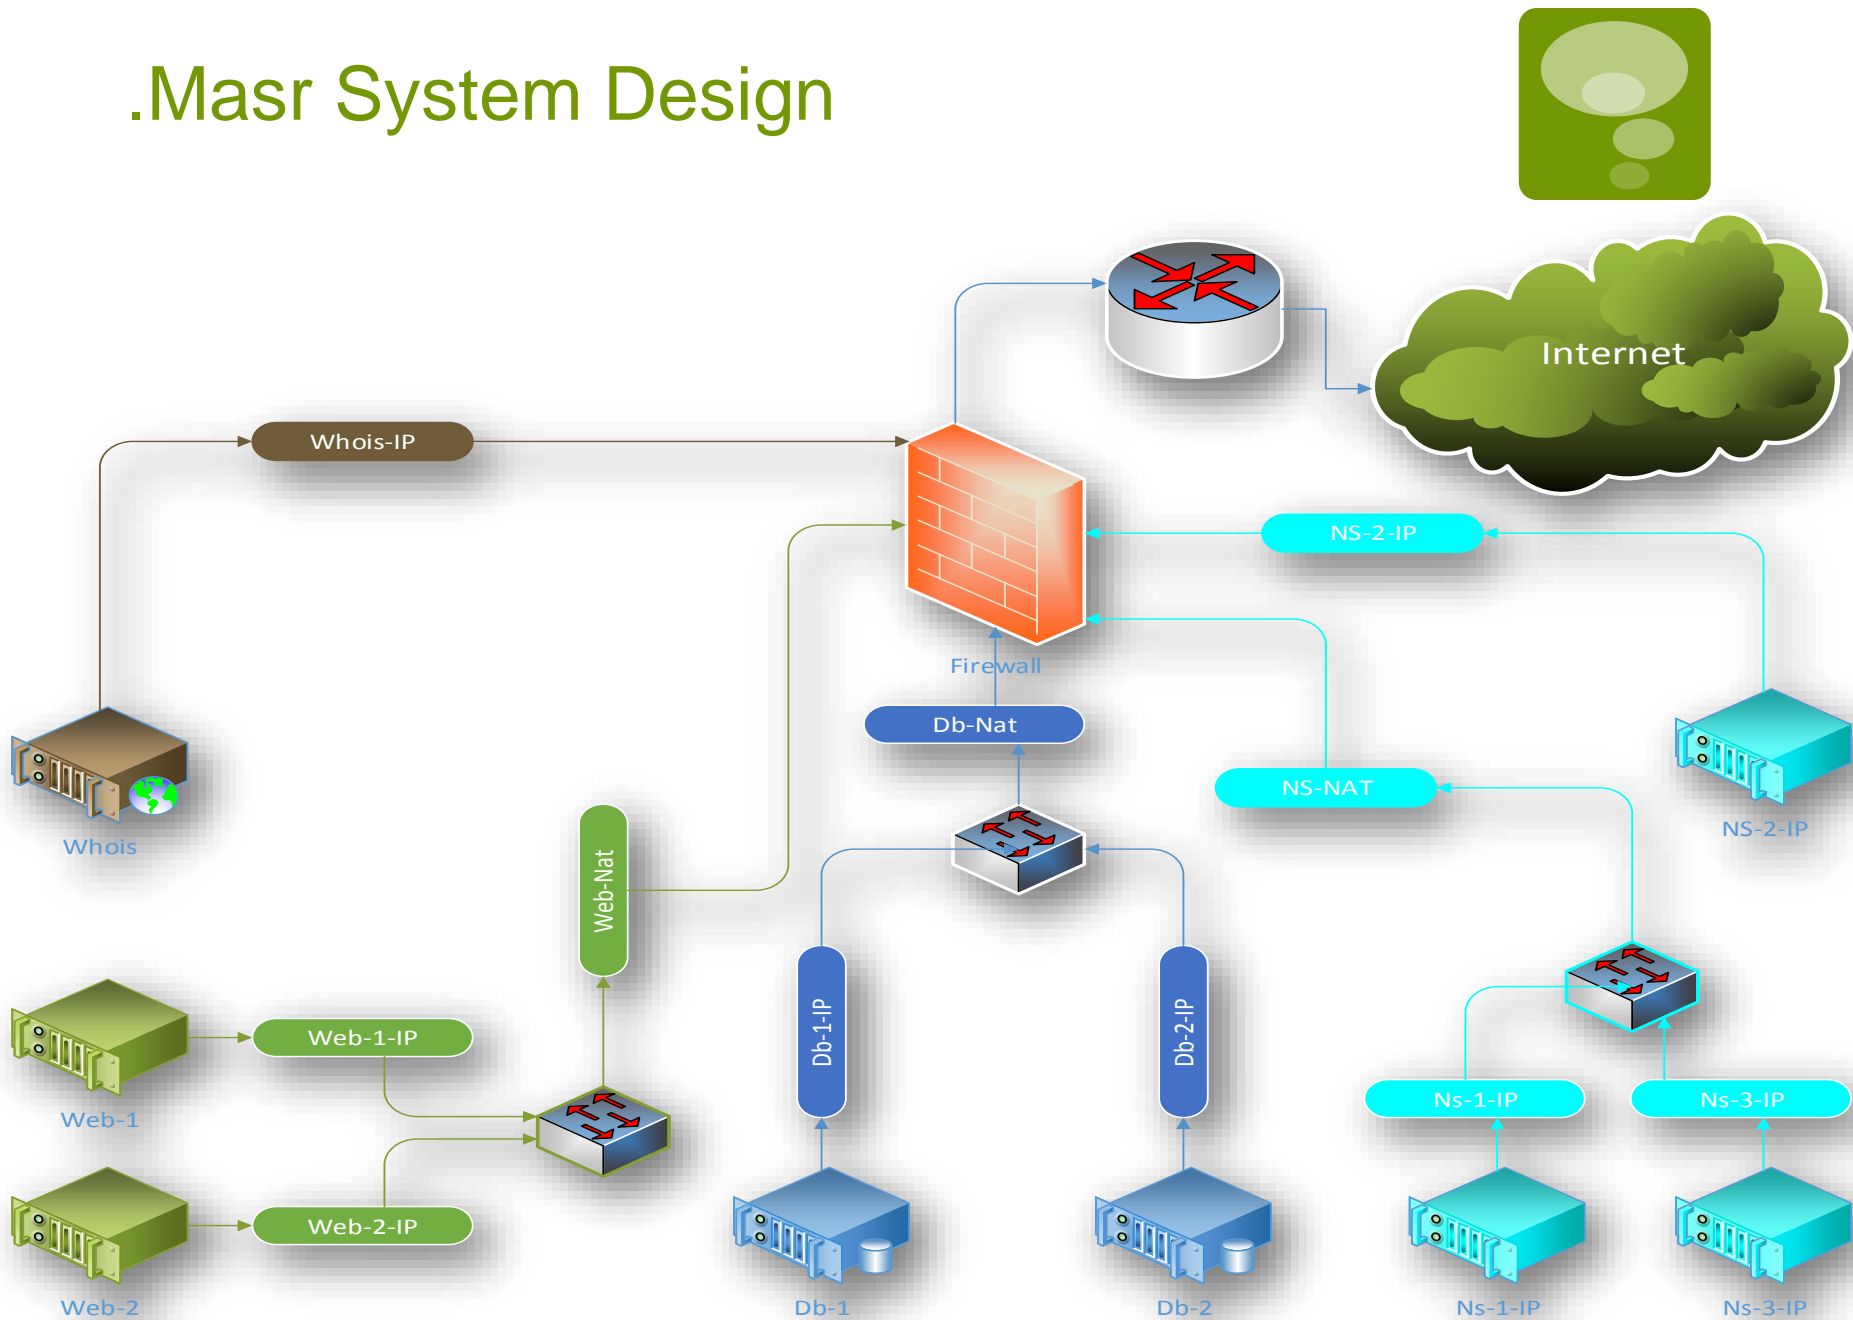 .Masr System Design
Internet
Whois-IP
NS-2-IP
Firewall
Db-Nat
NS-NAT
NS-2-IP
Whois
Web-Nat
Db-1-IP
Db-2-IP
Web-1-IP
Ns-1-IP
Ns-3-IP
Web-1
Web-2-IP
Web-2
Db-1
Db-2
Ns-1-IP
Ns-3-IP